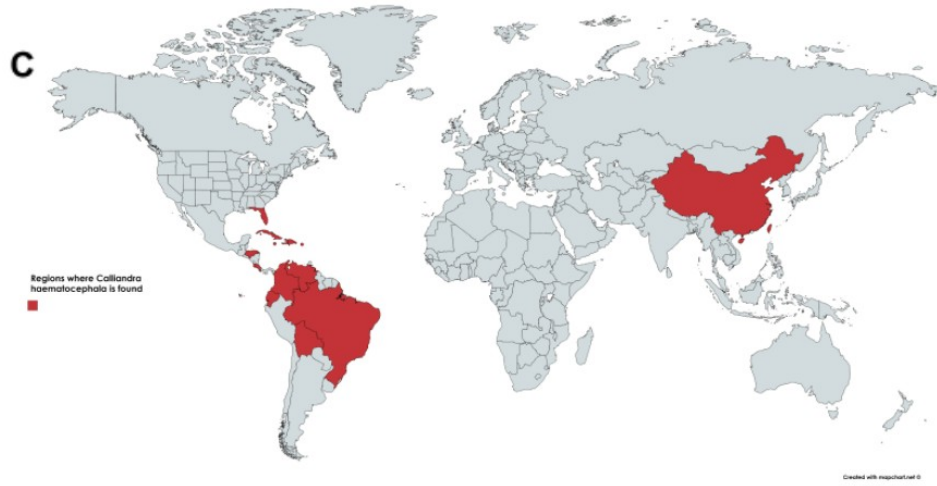 C
Regions where Calliandra
haematocephala is found
Created with mapchart.net ©